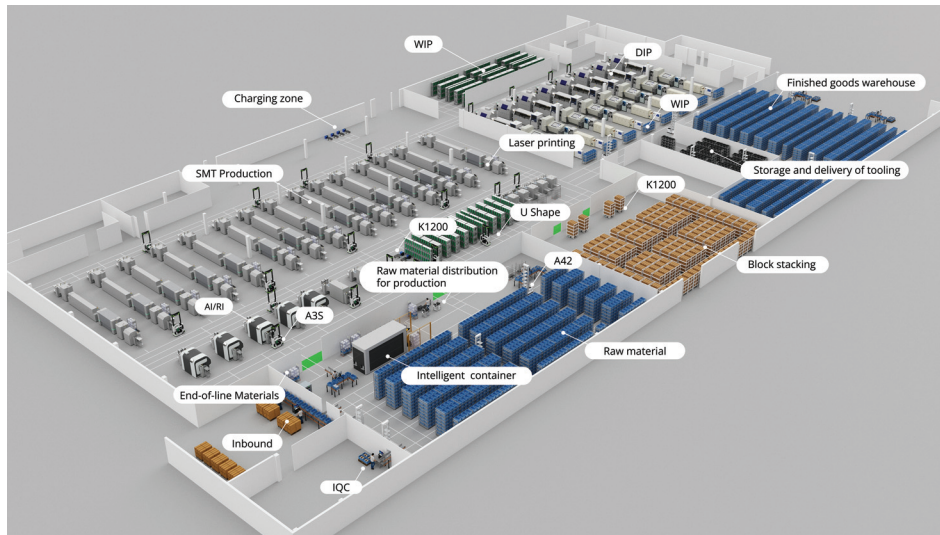 WIP
DIP
Finished goods warehouse
Charging zone
WIP
Laser printing
SMT Production
Storage and delivery of tooling
K1200
U Shape
K1200
A42
Block stacking
Raw material distribution
for production
AI/RI
A3S
Raw material
Intelligent container
End-of-line Materials
Inbound
IQC